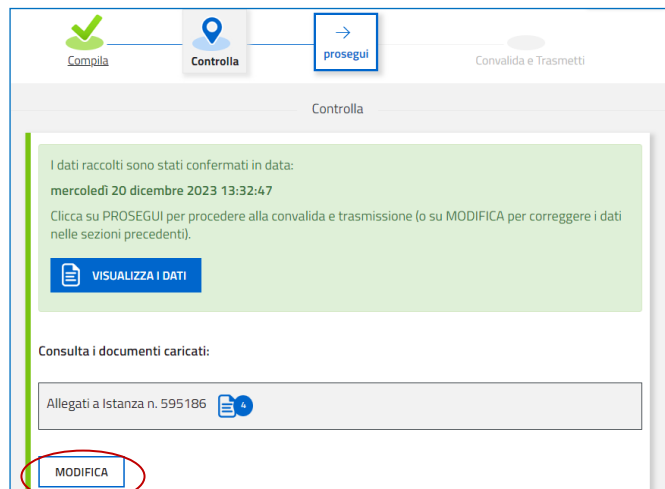 Compila
Controlla
→
prosegui
Convalida e Trasmetti
Controlla
I dati raccolti sono stati confermati in data:
mercoledì 20 dicembre 2023 13:32:47
Clicca su PROSEGUI per procedere alla convalida e trasmissione (o su MODIFICA per correggere i dati
nelle sezioni precedenti).
VISUALIZZA I DATI
Consulta i documenti caricati:
Allegati a Istanza n. 595186 4
MODIFICA